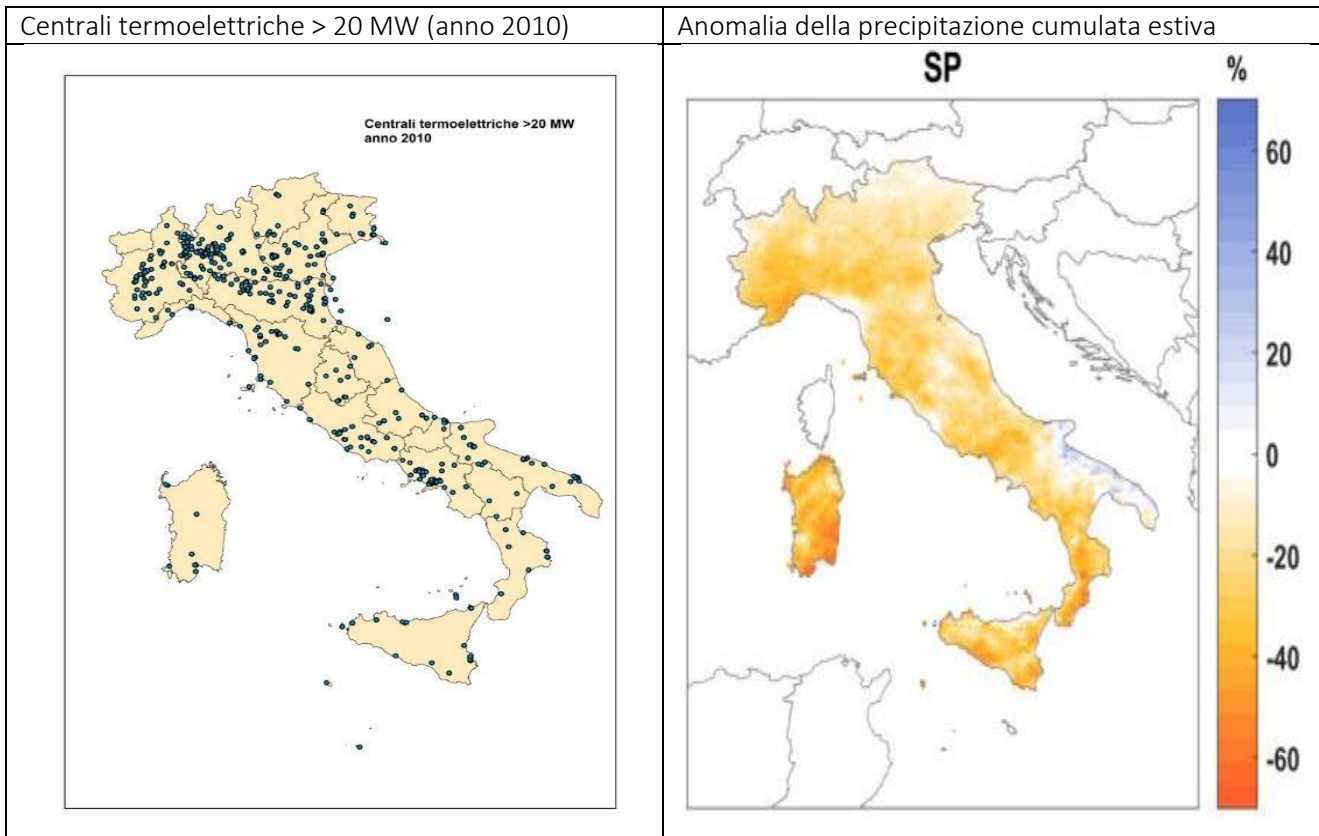 Centrali termoelettriche > 20 MW (anno 2010)
Anomalia della precipitazione cumulata estiva
Centrali termoelettriche >20 MW
anno 2010
SP
%
60
40
20
0
-20
-40
-60